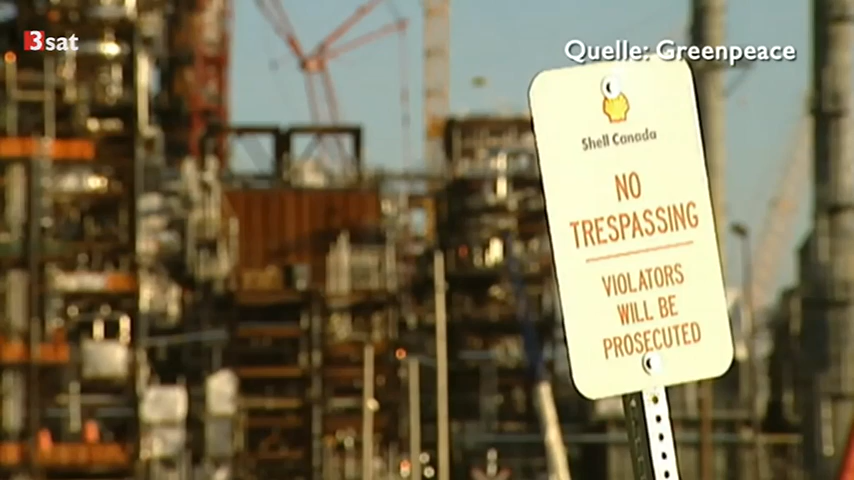 3sat
Quelle: Greenpeace
Shell Canada
NO
TRESPASSING
VIOLATORS
WILL BE
PROSECUTED